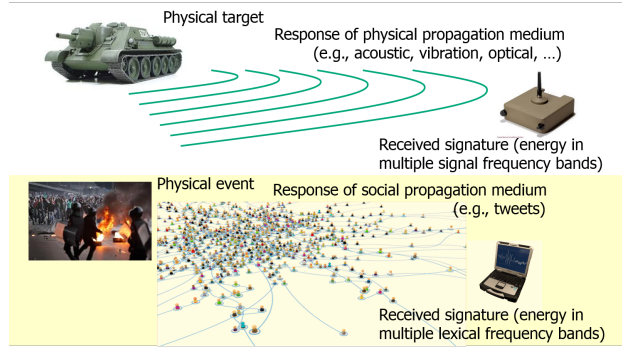 Physical target
Response of physical propagation medium
(e.g., acoustic, vibration, optical, …)
Received signature (energy in
multiple signal frequency bands)
Physical event
Response of social propagation medium
(e.g., tweets)
Received signature (energy in
multiple lexical frequency bands)